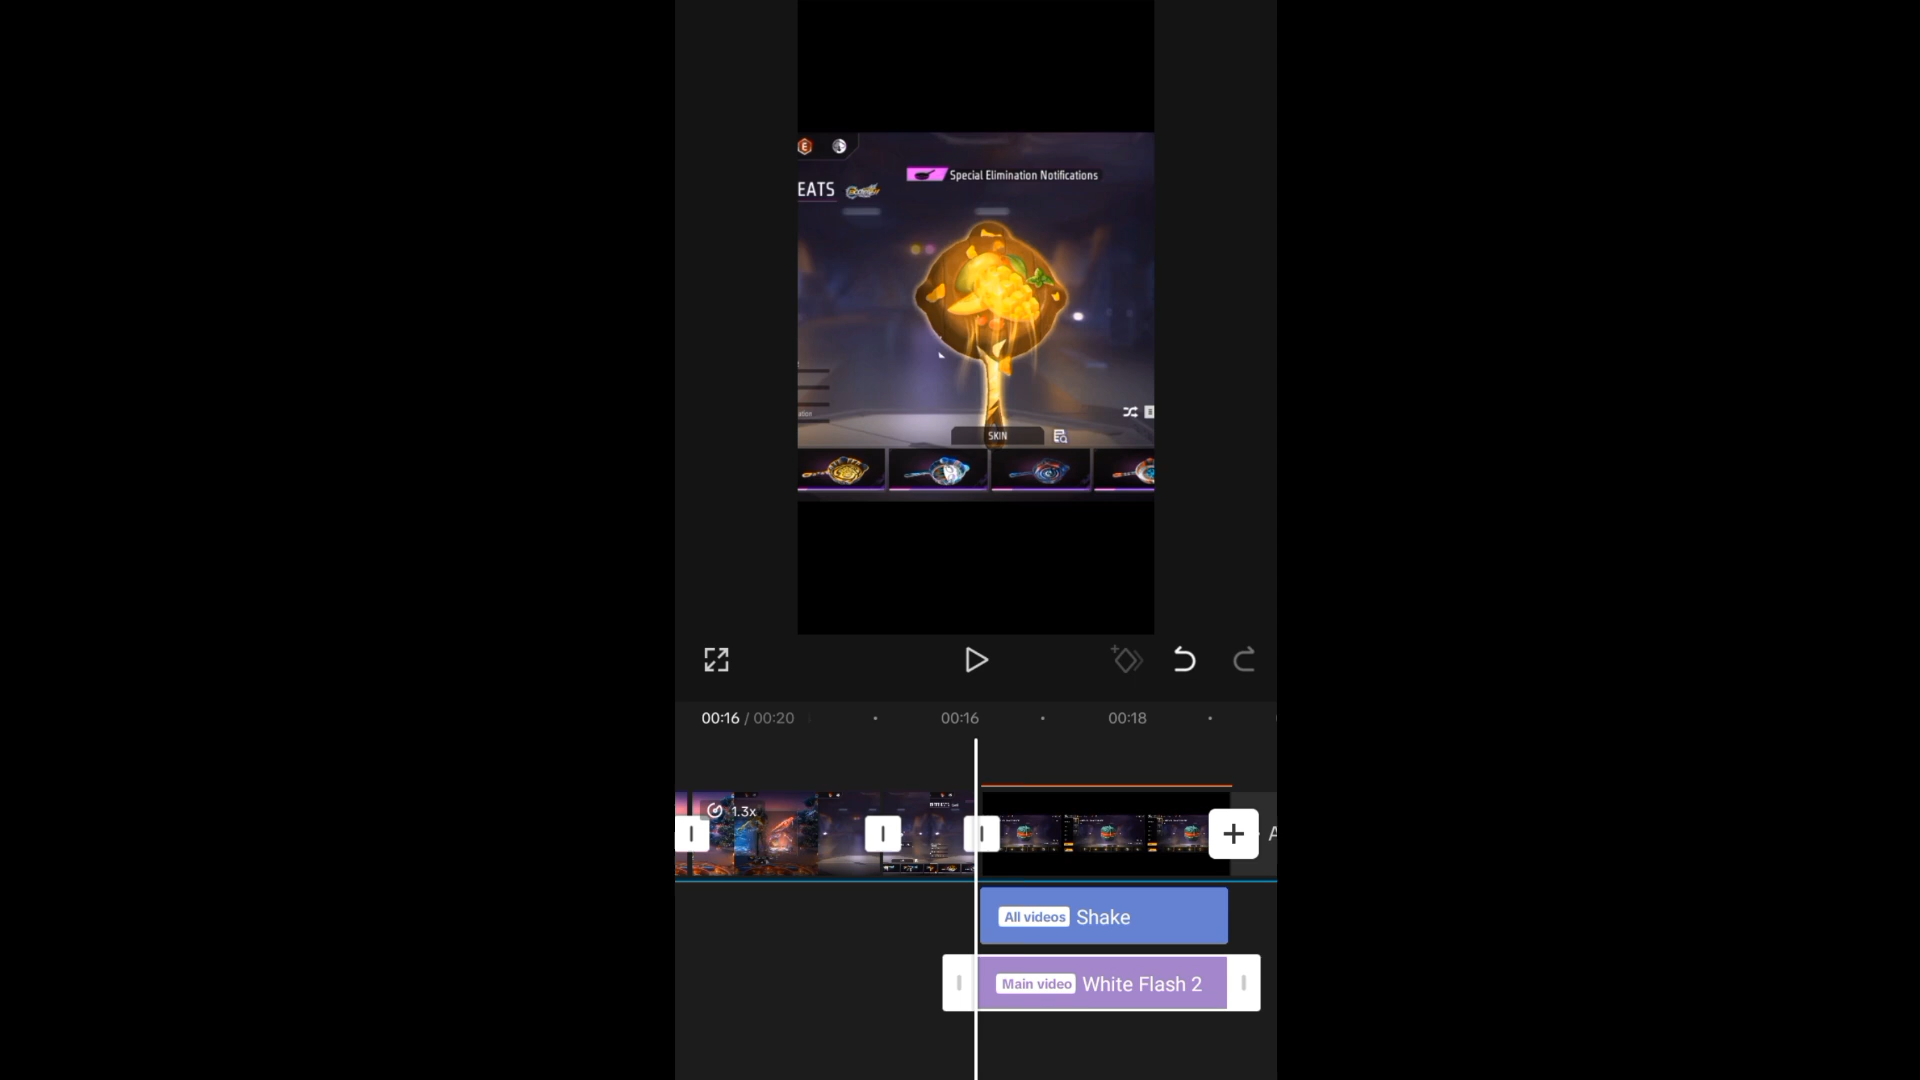 Special Elimination Notifications
EATS
ation
SKIN
00:16 / 00:20
00:16
00:18
1.3x
A
All videos Shake
Main video White Flash 2